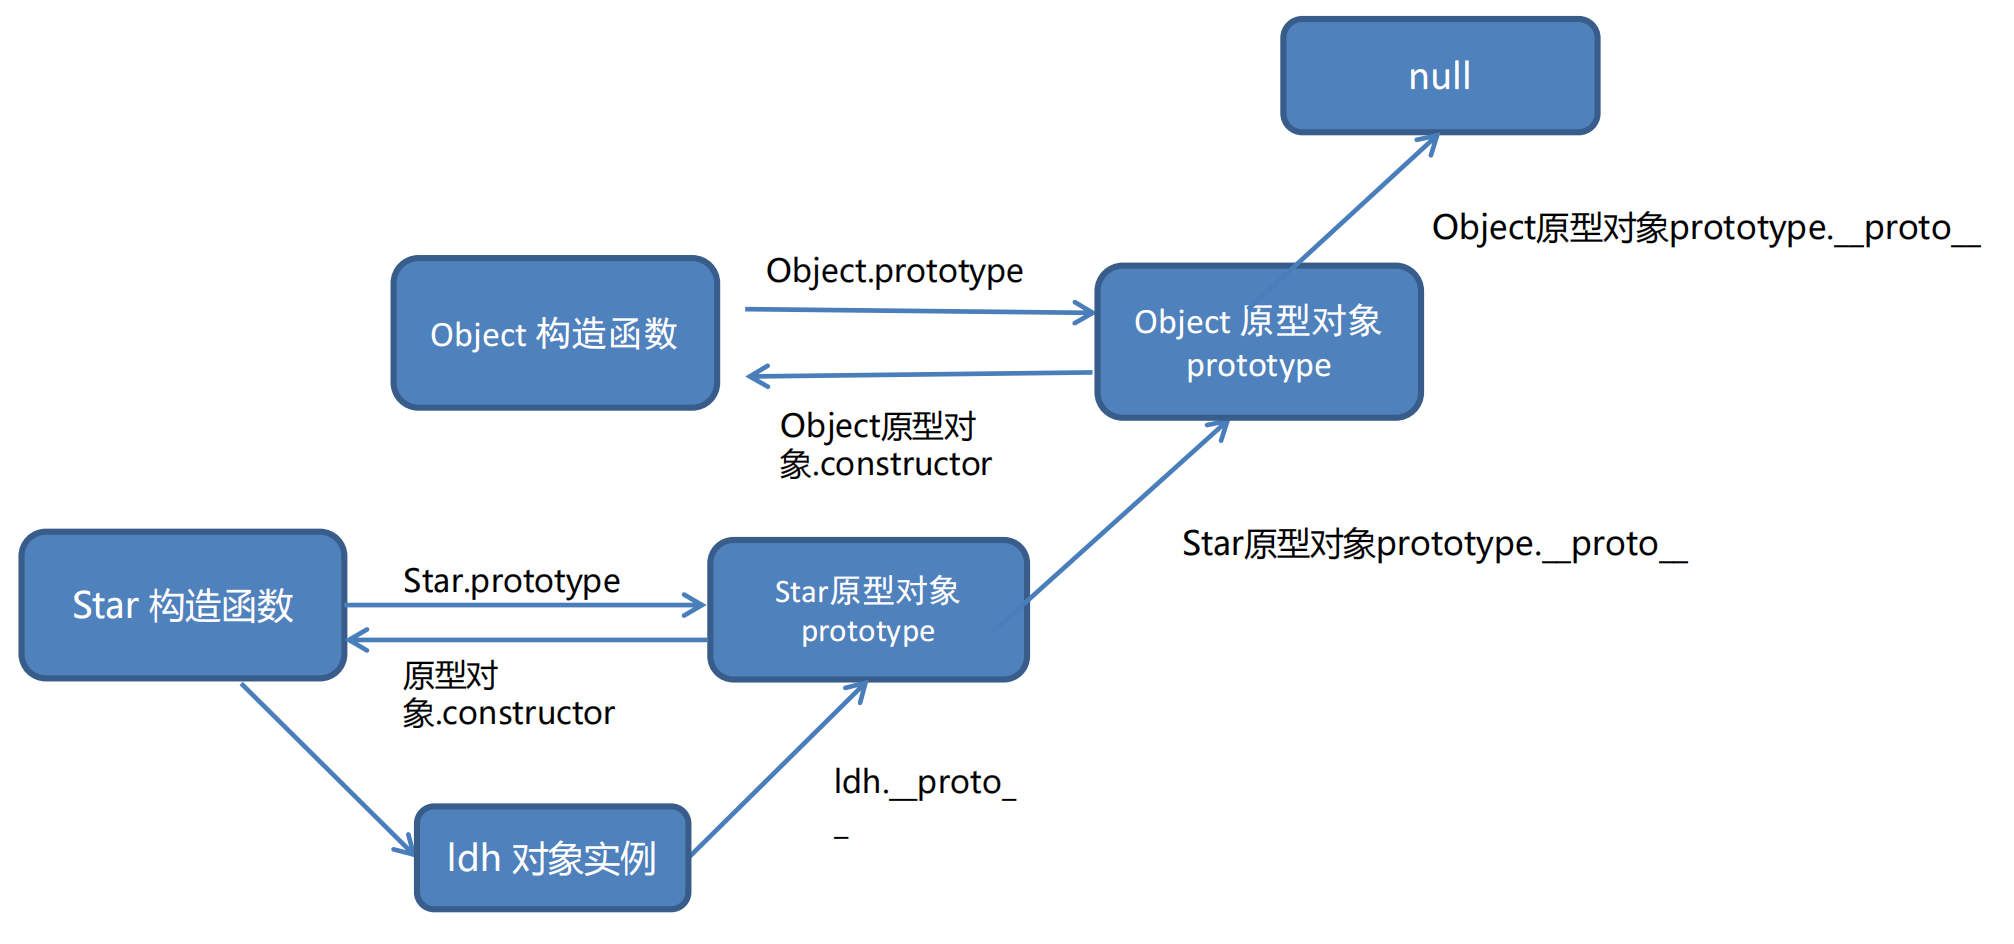 null
Object原型对象prototype.__proto__
Object.prototype
Object 构造函数
Object 原型对象
prototype
Object原型对
象.constructor
Star原型对象prototype.__proto__
Star.prototype
Star 构造函数
Star原型对象
prototype
原型对
象.constructor
ldh.__proto_
_
ldh 对象实例